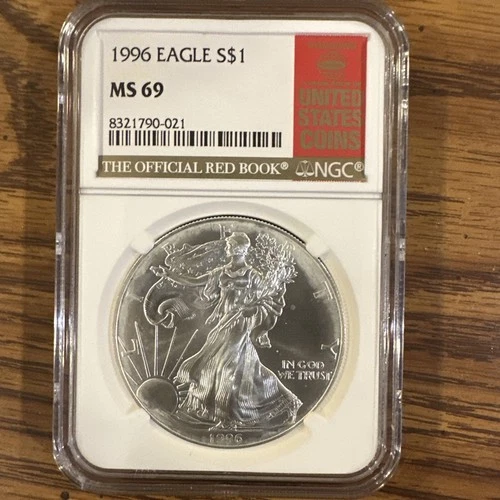 1996 EAGLE S$1
MS 69
8321790-021
UNITED
STATES
COINS
THE OFFICIAL RED BOOK®
NGC®
IN GOD
WE TRUST
1996